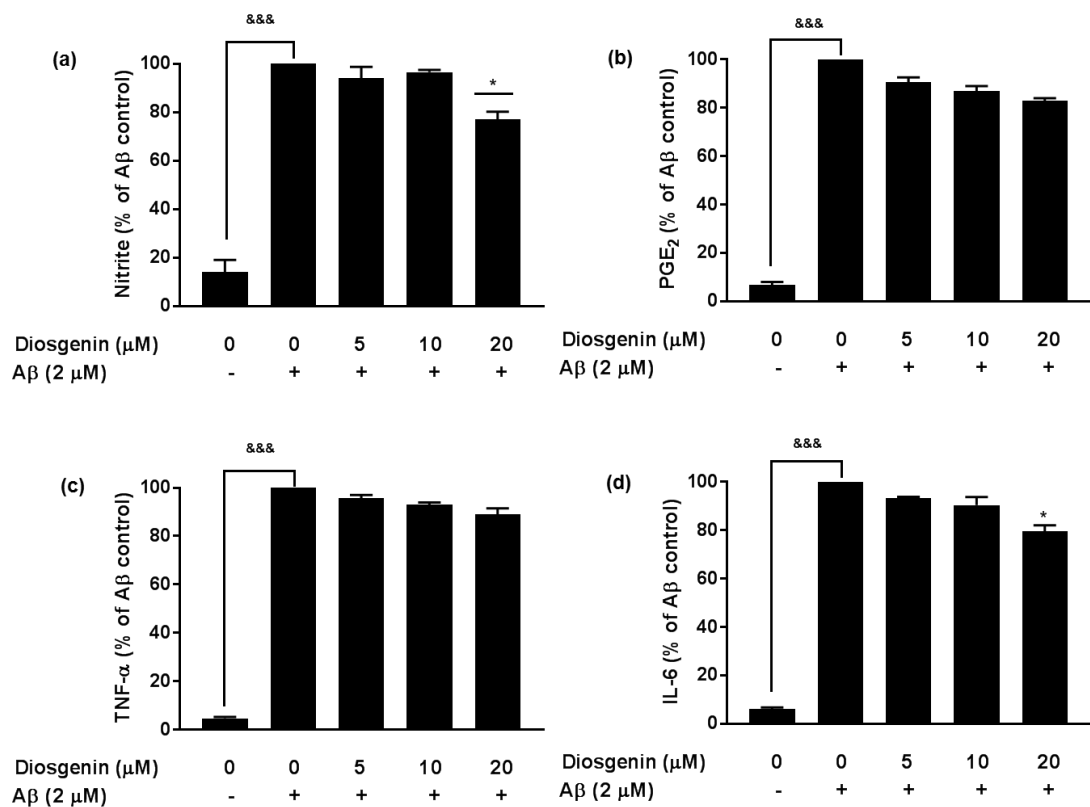 &&&
(a)
100
80
60
40
20
0
Nitrite (% of Aβ control)
*
Diosgenin (μM) 0 0 5 10 20
Aβ (2 μM) - + + + +
&&&
(b)
100
80
60
40
20
0
PGE₂ (% of Aβ control)
Diosgenin (μM) 0 0 5 10 20
Aβ (2 μM) - + + + +
&&&
(c)
100
80
60
40
20
0
TNF-α (% of Aβ control)
Diosgenin (μM) 0 0 5 10 20
Aβ (2 μM) - + + + +
&&&
(d)
100
80
60
40
20
0
IL-6 (% of Aβ control)
*
Diosgenin (μM) 0 0 5 10 20
Aβ (2 μM) - + + + +